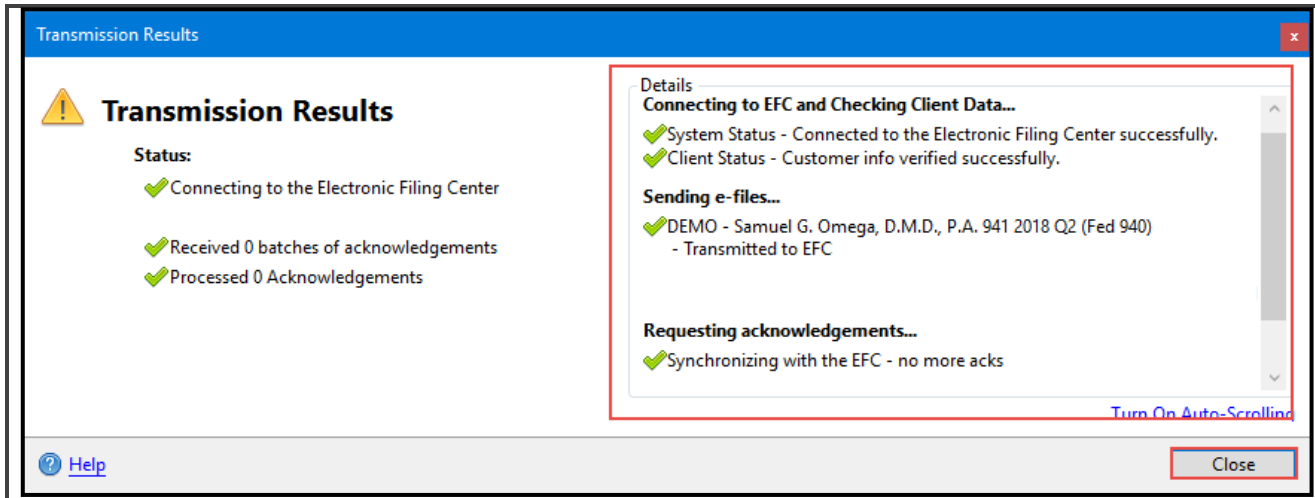 Transmission Results
x
Transmission Results
Status:
Connecting to the Electronic Filing Center
Received 0 batches of acknowledgements
Processed 0 Acknowledgements
Details
Connecting to EFC and Checking Client Data...
System Status - Connected to the Electronic Filing Center successfully.
Client Status - Customer info verified successfully.
Sending e-files...
DEMO - Samuel G. Omega, D.M.D., P.A. 941 2018 Q2 (Fed 940)
- Transmitted to EFC
Requesting acknowledgements...
Synchronizing with the EFC - no more acks
Turn On Auto-Scrolling
Help
Close